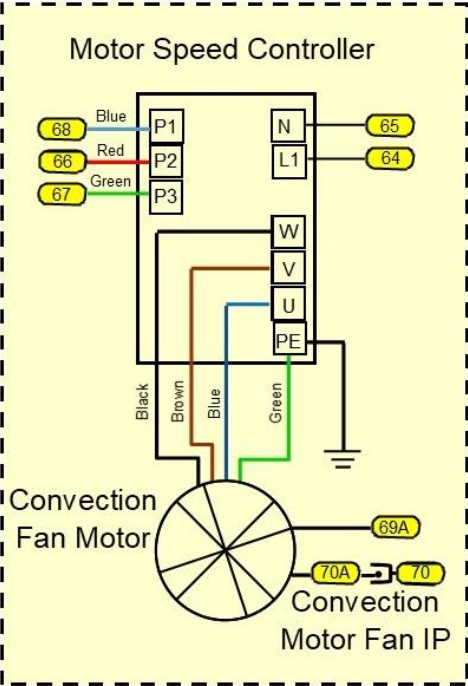 Motor Speed Controller
68 Blue P1 N 65
66 Red P2 L1 64
67 Green P3
W
V
U
PE
Black Brown Blue Green
Convection
Fan Motor
69A
70A 70
Convection
Motor Fan IP